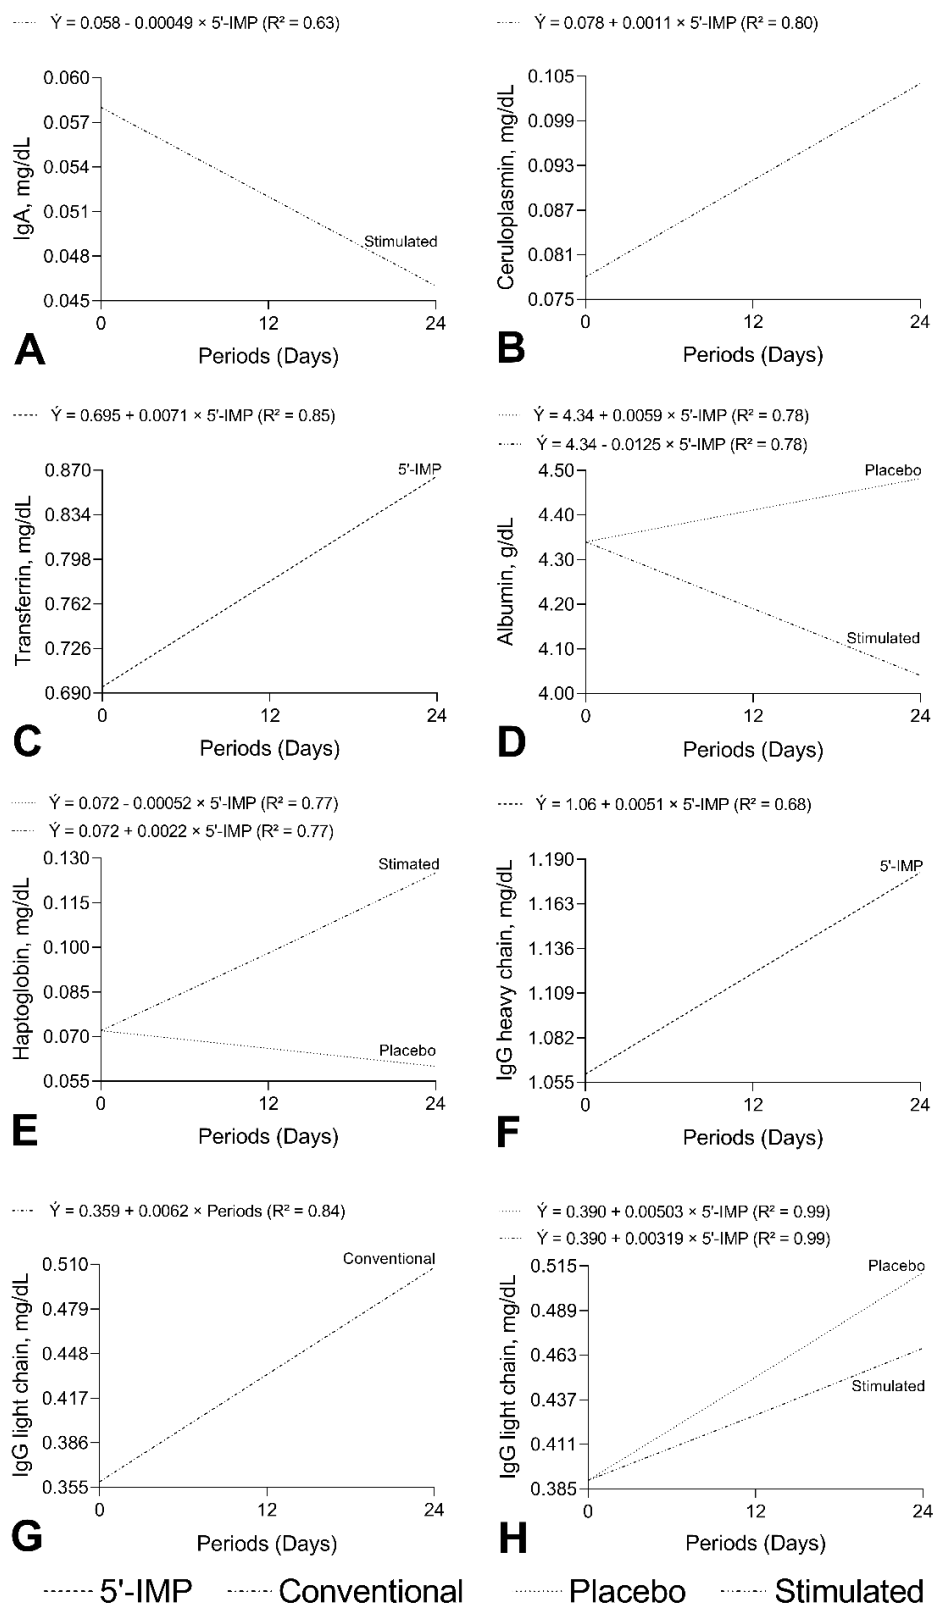 Ý = 0.058 - 0.00049 × 5'-IMP (R² = 0.63)
0.060
0.057
0.054
0.051
0.048
0.045
IgA, mg/dL
Stimulated
0 12 24
Periods (Days)
A
Ý = 0.078 + 0.0011 × 5'-IMP (R² = 0.80)
0.105
0.099
0.093
0.087
0.081
0.075
Ceruloplasmin, mg/dL
0 12 24
Periods (Days)
B
Ý = 0.695 + 0.0071 × 5'-IMP (R² = 0.85)
0.870
0.834
0.798
0.762
0.726
0.690
Transferrin, mg/dL
5'-IMP
0 12 24
Periods (Days)
C
Ý = 4.34 + 0.0059 × 5'-IMP (R² = 0.78)
Ý = 4.34 - 0.0125 × 5'-IMP (R² = 0.78)
4.50
4.40
4.30
4.20
4.10
4.00
Albumin, g/dL
Placebo
Stimulated
0 12 24
Periods (Days)
D
Ý = 0.072 - 0.00052 × 5'-IMP (R² = 0.77)
Ý = 0.072 + 0.0022 × 5'-IMP (R² = 0.77)
0.130
0.115
0.100
0.085
0.070
0.055
Haptoglobin, mg/dL
Stimated
Placebo
0 12 24
Periods (Days)
E
Ý = 1.06 + 0.0051 × 5'-IMP (R² = 0.68)
1.190
1.163
1.136
1.109
1.082
1.055
IgG heavy chain, mg/dL
5'-IMP
0 12 24
Periods (Days)
F
Ý = 0.359 + 0.0062 × Periods (R² = 0.84)
0.510
0.479
0.448
0.417
0.386
0.355
IgG light chain, mg/dL
Conventional
0 12 24
Periods (Days)
G
Ý = 0.390 + 0.00503 × 5'-IMP (R² = 0.99)
Ý = 0.390 + 0.00319 × 5'-IMP (R² = 0.99)
0.515
0.489
0.463
0.437
0.411
0.385
IgG light chain, mg/dL
Placebo
Stimulated
0 12 24
Periods (Days)
H
5'-IMP Conventional Placebo Stimulated